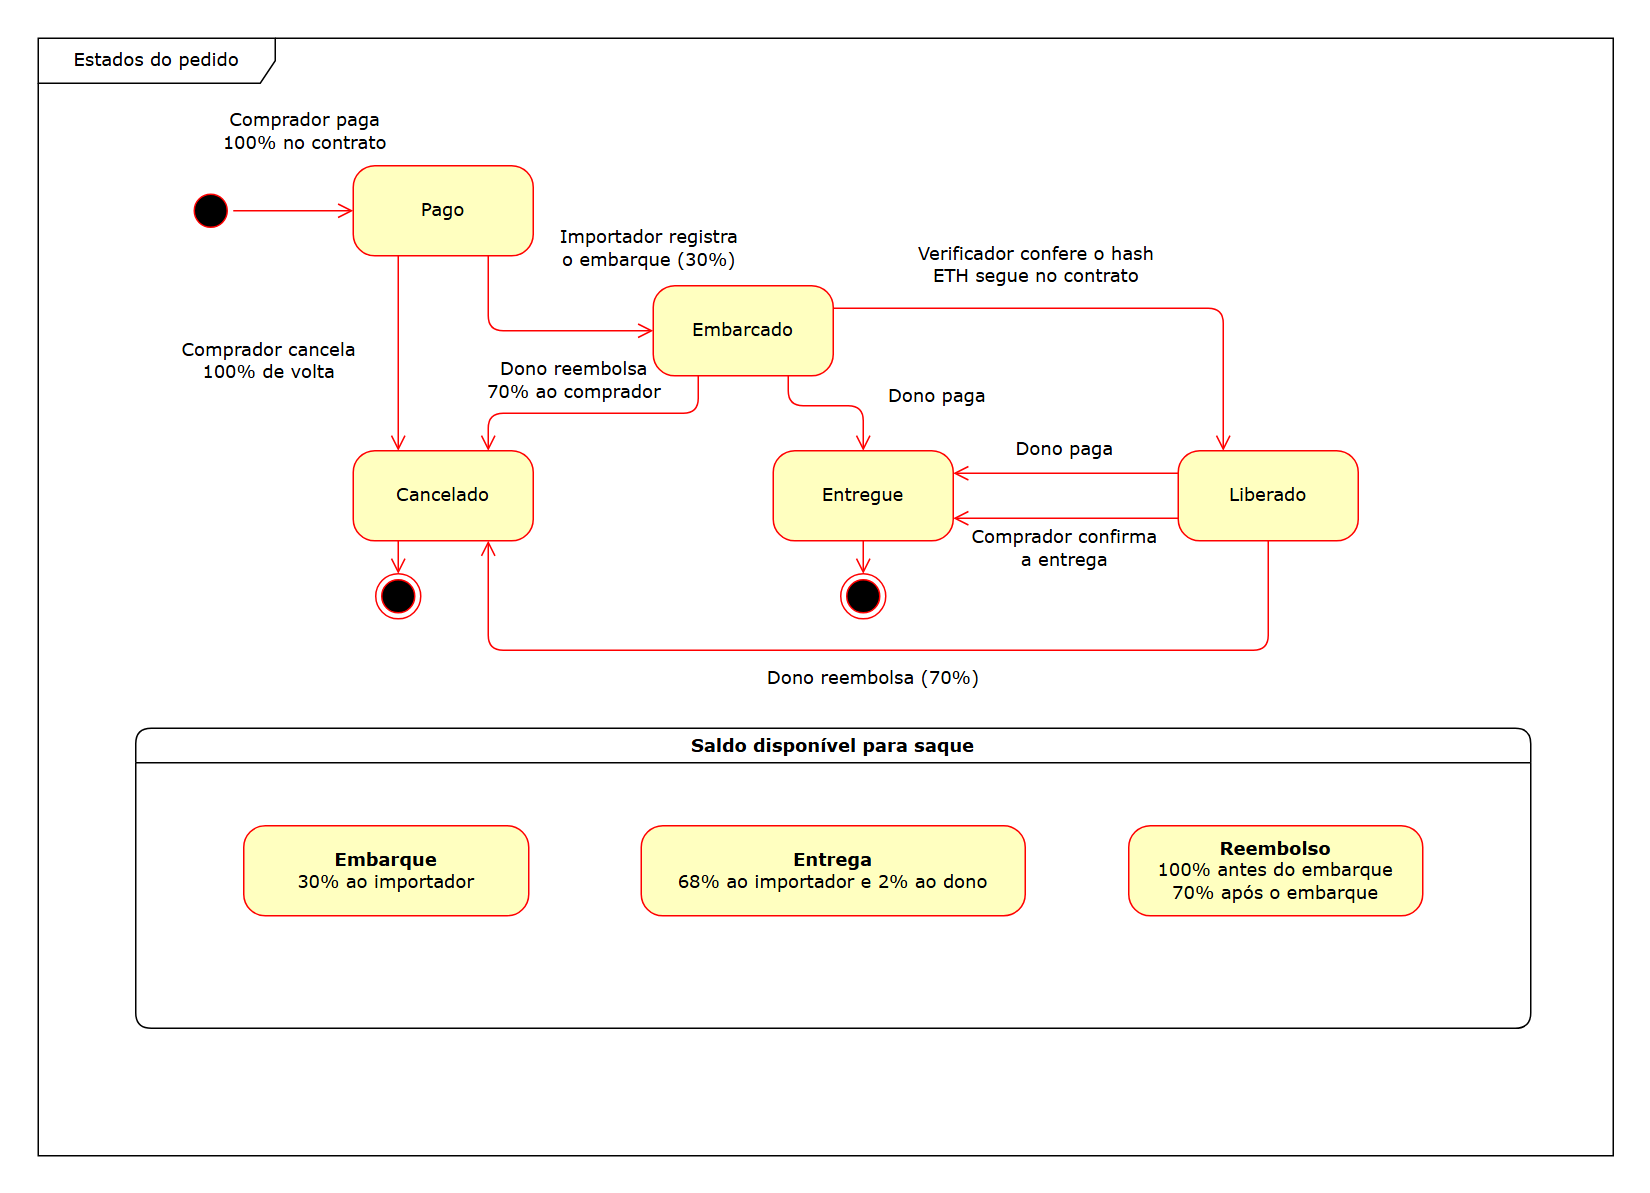 Estados do pedido
Comprador paga
100% no contrato
Pago
Importador registra
o embarque (30%)
Verificador confere o hash
ETH segue no contrato
Embarcado
Comprador cancela
100% de volta
Dono reembolsa
70% ao comprador
Dono paga
Dono paga
Cancelado
Entregue
Liberado
Comprador confirma
a entrega
Dono reembolsa (70%)
Saldo disponível para saque
Embarque
30% ao importador
Entrega
68% ao importador e 2% ao dono
Reembolso
100% antes do embarque
70% após o embarque